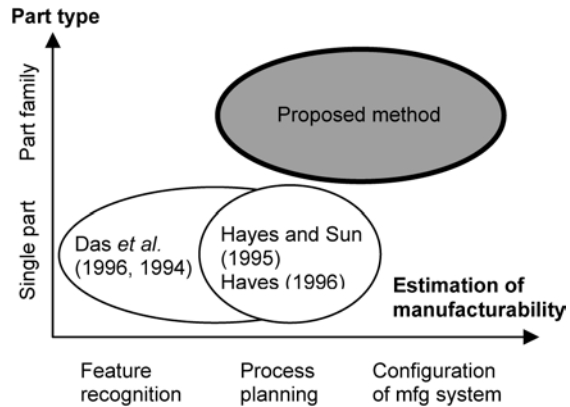 Part type
Part family
Single part
Proposed method
Das et al.
(1996, 1994)
Hayes and Sun
(1995)
Hayes (1996)
Estimation of
manufacturability
Feature
recognition
Process
planning
Configuration
of mfg system